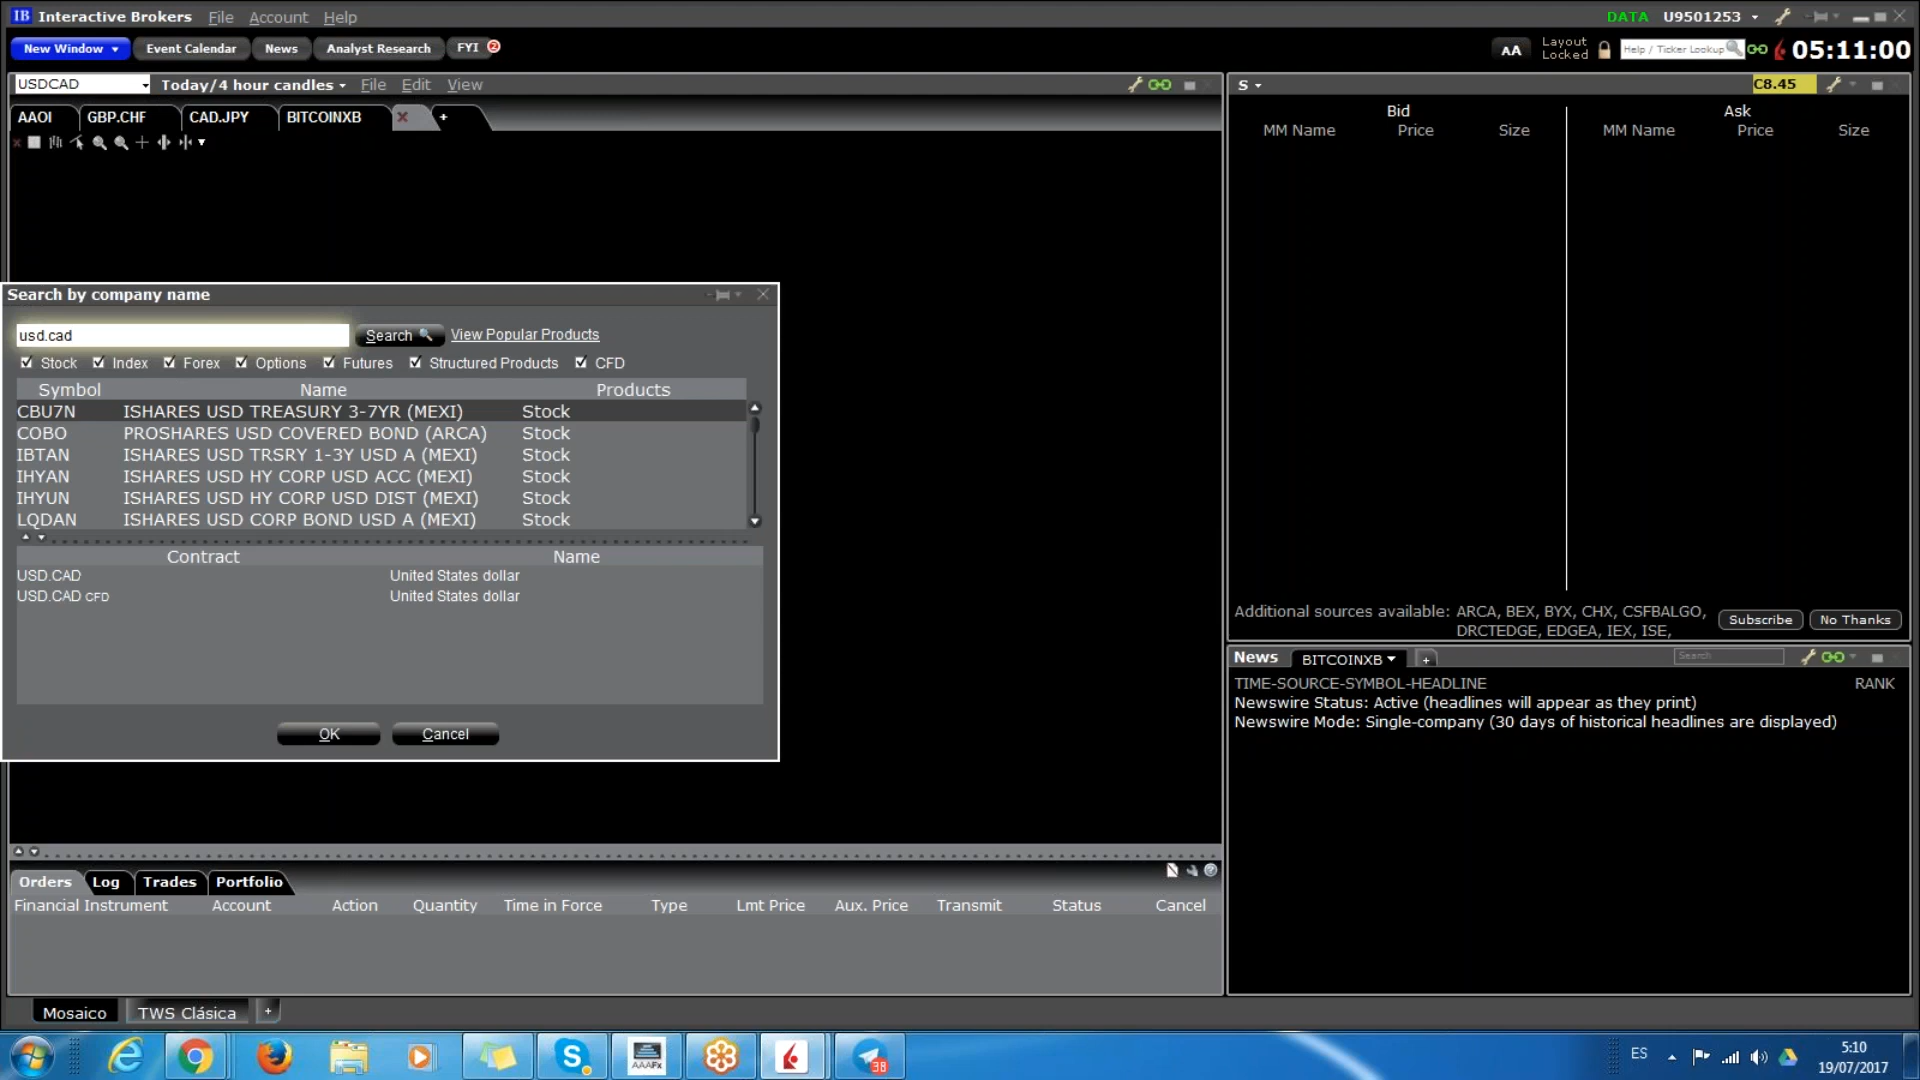 IB Interactive Brokers File Account Help DATA U9501253
New Window Event Calendar News Analyst Research FYI 2 AA Layout Locked Help / Ticker Lookup 05:11:00
USDCAD Today/4 hour candles File Edit View
AAOI GBP.CHF CAD.JPY BITCOINXB +
S C8.45
Bid Ask
MM Name Price Size MM Name Price Size
Search by company name
usd.cad Search View Popular Products
Stock Index Forex Options Futures Structured Products CFD
Symbol Name Products
CBU7N ISHARES USD TREASURY 3-7YR (MEXI) Stock
COBO PROSHARES USD COVERED BOND (ARCA) Stock
IBTAN ISHARES USD TRSRY 1-3Y USD A (MEXI) Stock
IHYAN ISHARES USD HY CORP USD ACC (MEXI) Stock
IHYUN ISHARES USD HY CORP USD DIST (MEXI) Stock
LQDAN ISHARES USD CORP BOND USD A (MEXI) Stock
Contract Name
USD.CAD United States dollar
USD.CAD CFD United States dollar
OK Cancel
Additional sources available: ARCA, BEX, BYX, CHX, CSFBALGO,
DRCTEDGE, EDGEA, IEX, ISE,
Subscribe No Thanks
News BITCOINXB + Search
TIME-SOURCE-SYMBOL-HEADLINE RANK
Newswire Status: Active (headlines will appear as they print)
Newswire Mode: Single-company (30 days of historical headlines are displayed)
Orders Log Trades Portfolio
Financial Instrument Account Action Quantity Time in Force Type Lmt Price Aux. Price Transmit Status Cancel
Mosaico TWS Clásica +
AAAFx 38 ES 5:10
19/07/2017